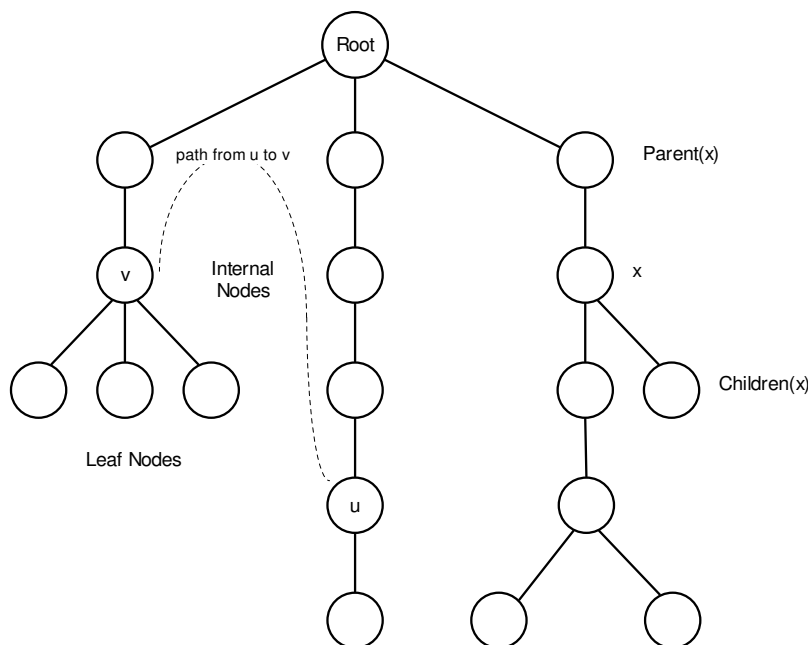 Root
path from u to v
Parent(x)
v
Internal
Nodes
x
Children(x)
Leaf Nodes
u